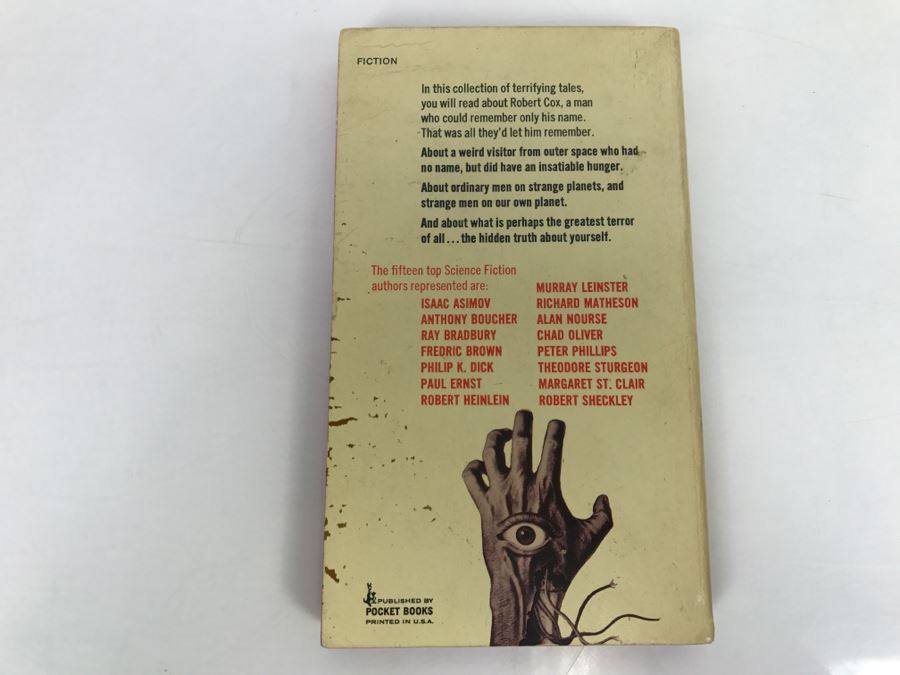 FICTION
In this collection of terrifying tales,
you will read about Robert Cox, a man
who could remember only his name.
That was all they'd let him remember.
About a weird visitor from outer space who had
no name, but did have an insatiable hunger.
About ordinary men on strange planets, and
strange men on our own planet.
And about what is perhaps the greatest terror
of all...the hidden truth about yourself.
The fifteen top Science Fiction
authors represented are:
ISAAC ASIMOV
ANTHONY BOUCHER
RAY BRADBURY
FREDRIC BROWN
PHILIP K. DICK
PAUL ERNST
ROBERT HEINLEIN
MURRAY LEINSTER
RICHARD MATHESON
ALAN NOURSE
CHAD OLIVER
PETER PHILLIPS
THEODORE STURGEON
MARGARET ST. CLAIR
ROBERT SHECKLEY
PUBLISHED BY
POCKET BOOKS
PRINTED IN U.S.A.